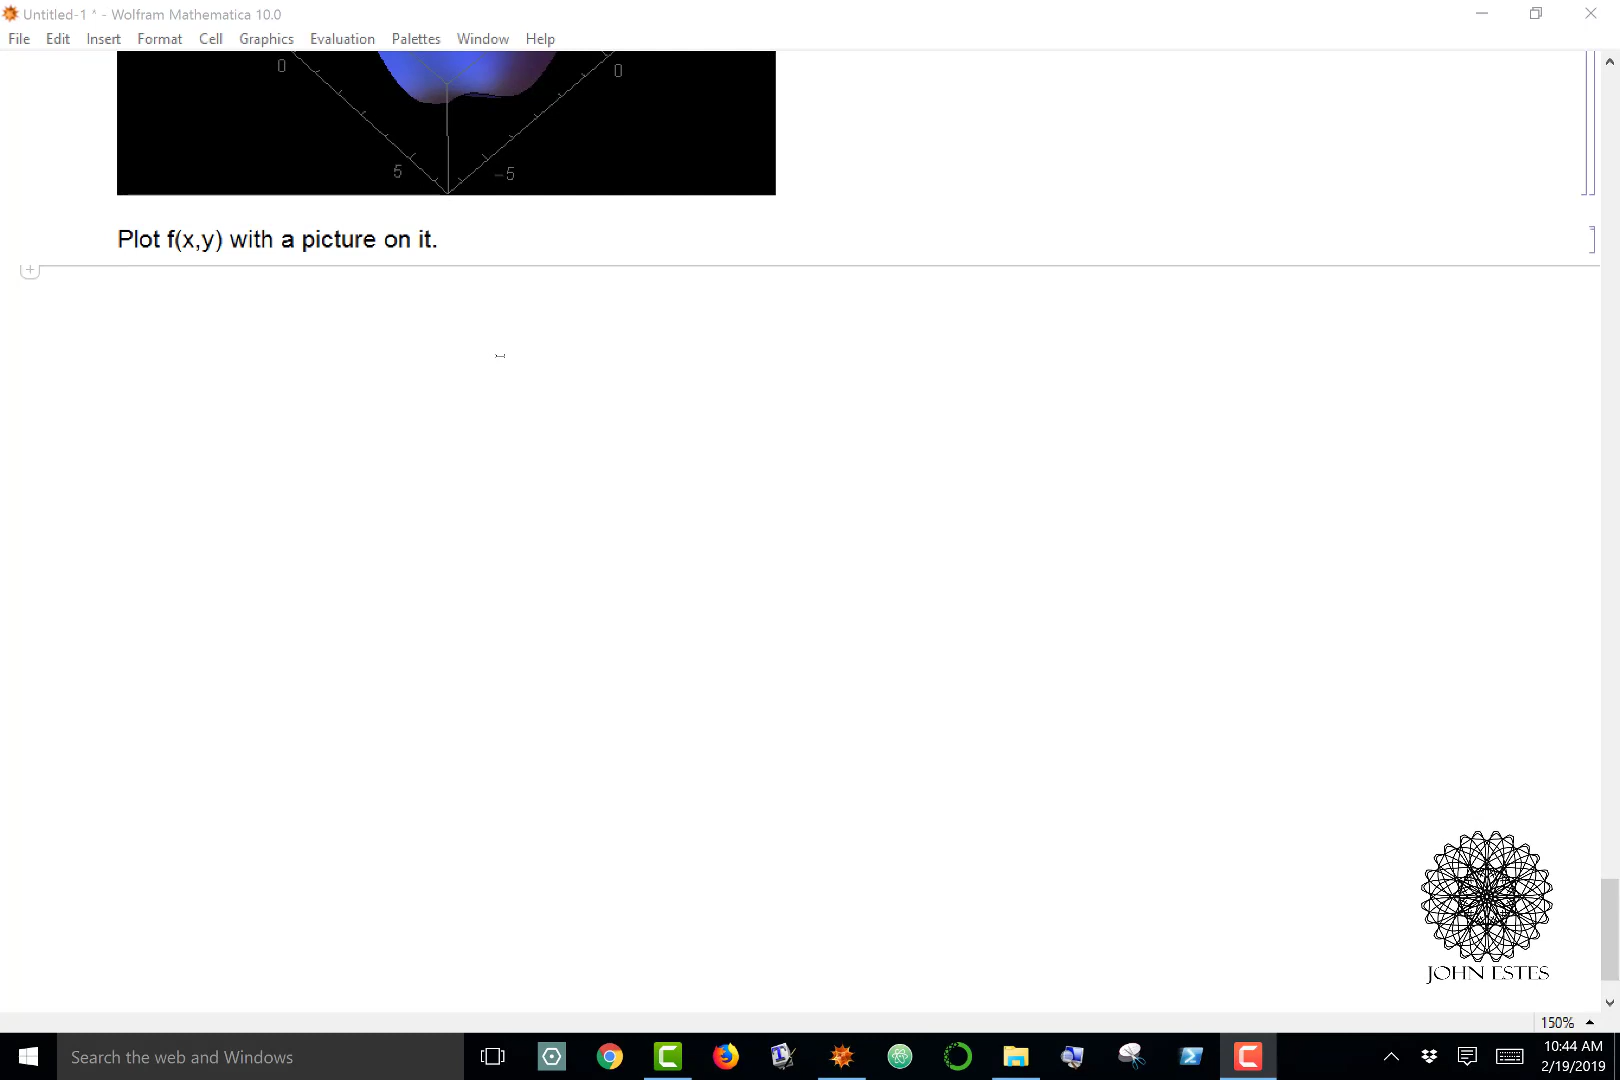 Untitled-1 * - Wolfram Mathematica 10.0
File Edit Insert Format Cell Graphics Evaluation Palettes Window Help
0 0
5 -5
Plot f(x,y) with a picture on it.
JOHN ESTES
150%
Search the web and Windows
10:44 AM
2/19/2019